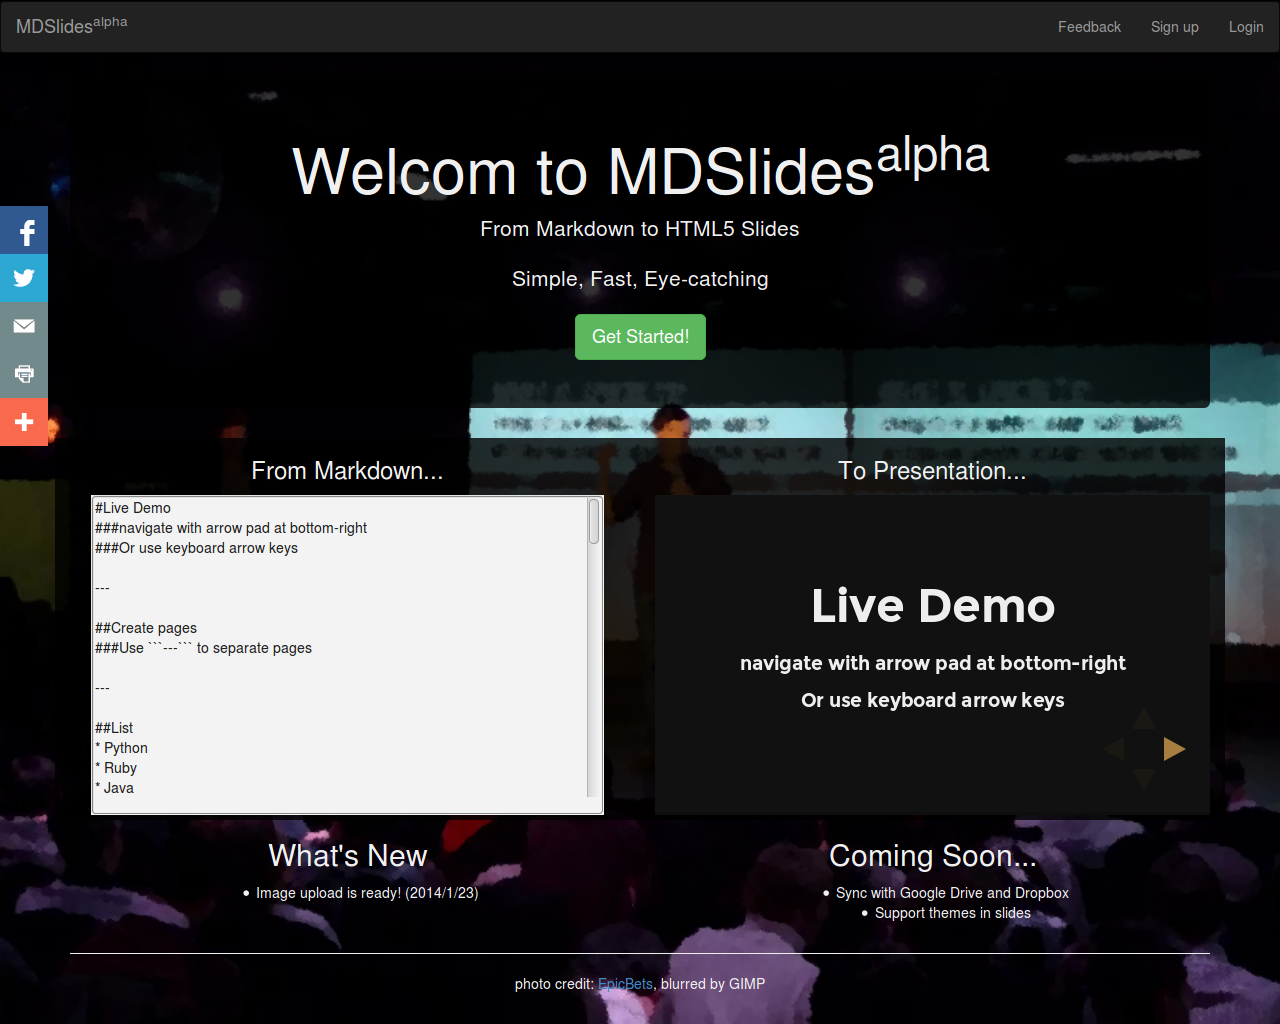 MDSlidesalpha
Feedback Sign up Login
Welcom to MDSlidesalpha
From Markdown to HTML5 Slides
Simple, Fast, Eye-catching
Get Started!
From Markdown...
#Live Demo
###navigate with arrow pad at bottom-right
###Or use keyboard arrow keys
---
##Create pages
###Use ```---``` to separate pages
---
##List
* Python
* Ruby
* Java
To Presentation...
Live Demo
navigate with arrow pad at bottom-right
Or use keyboard arrow keys
What's New
• Image upload is ready! (2014/1/23)
Coming Soon...
• Sync with Google Drive and Dropbox
• Support themes in slides
photo credit: EpicBets, blurred by GIMP